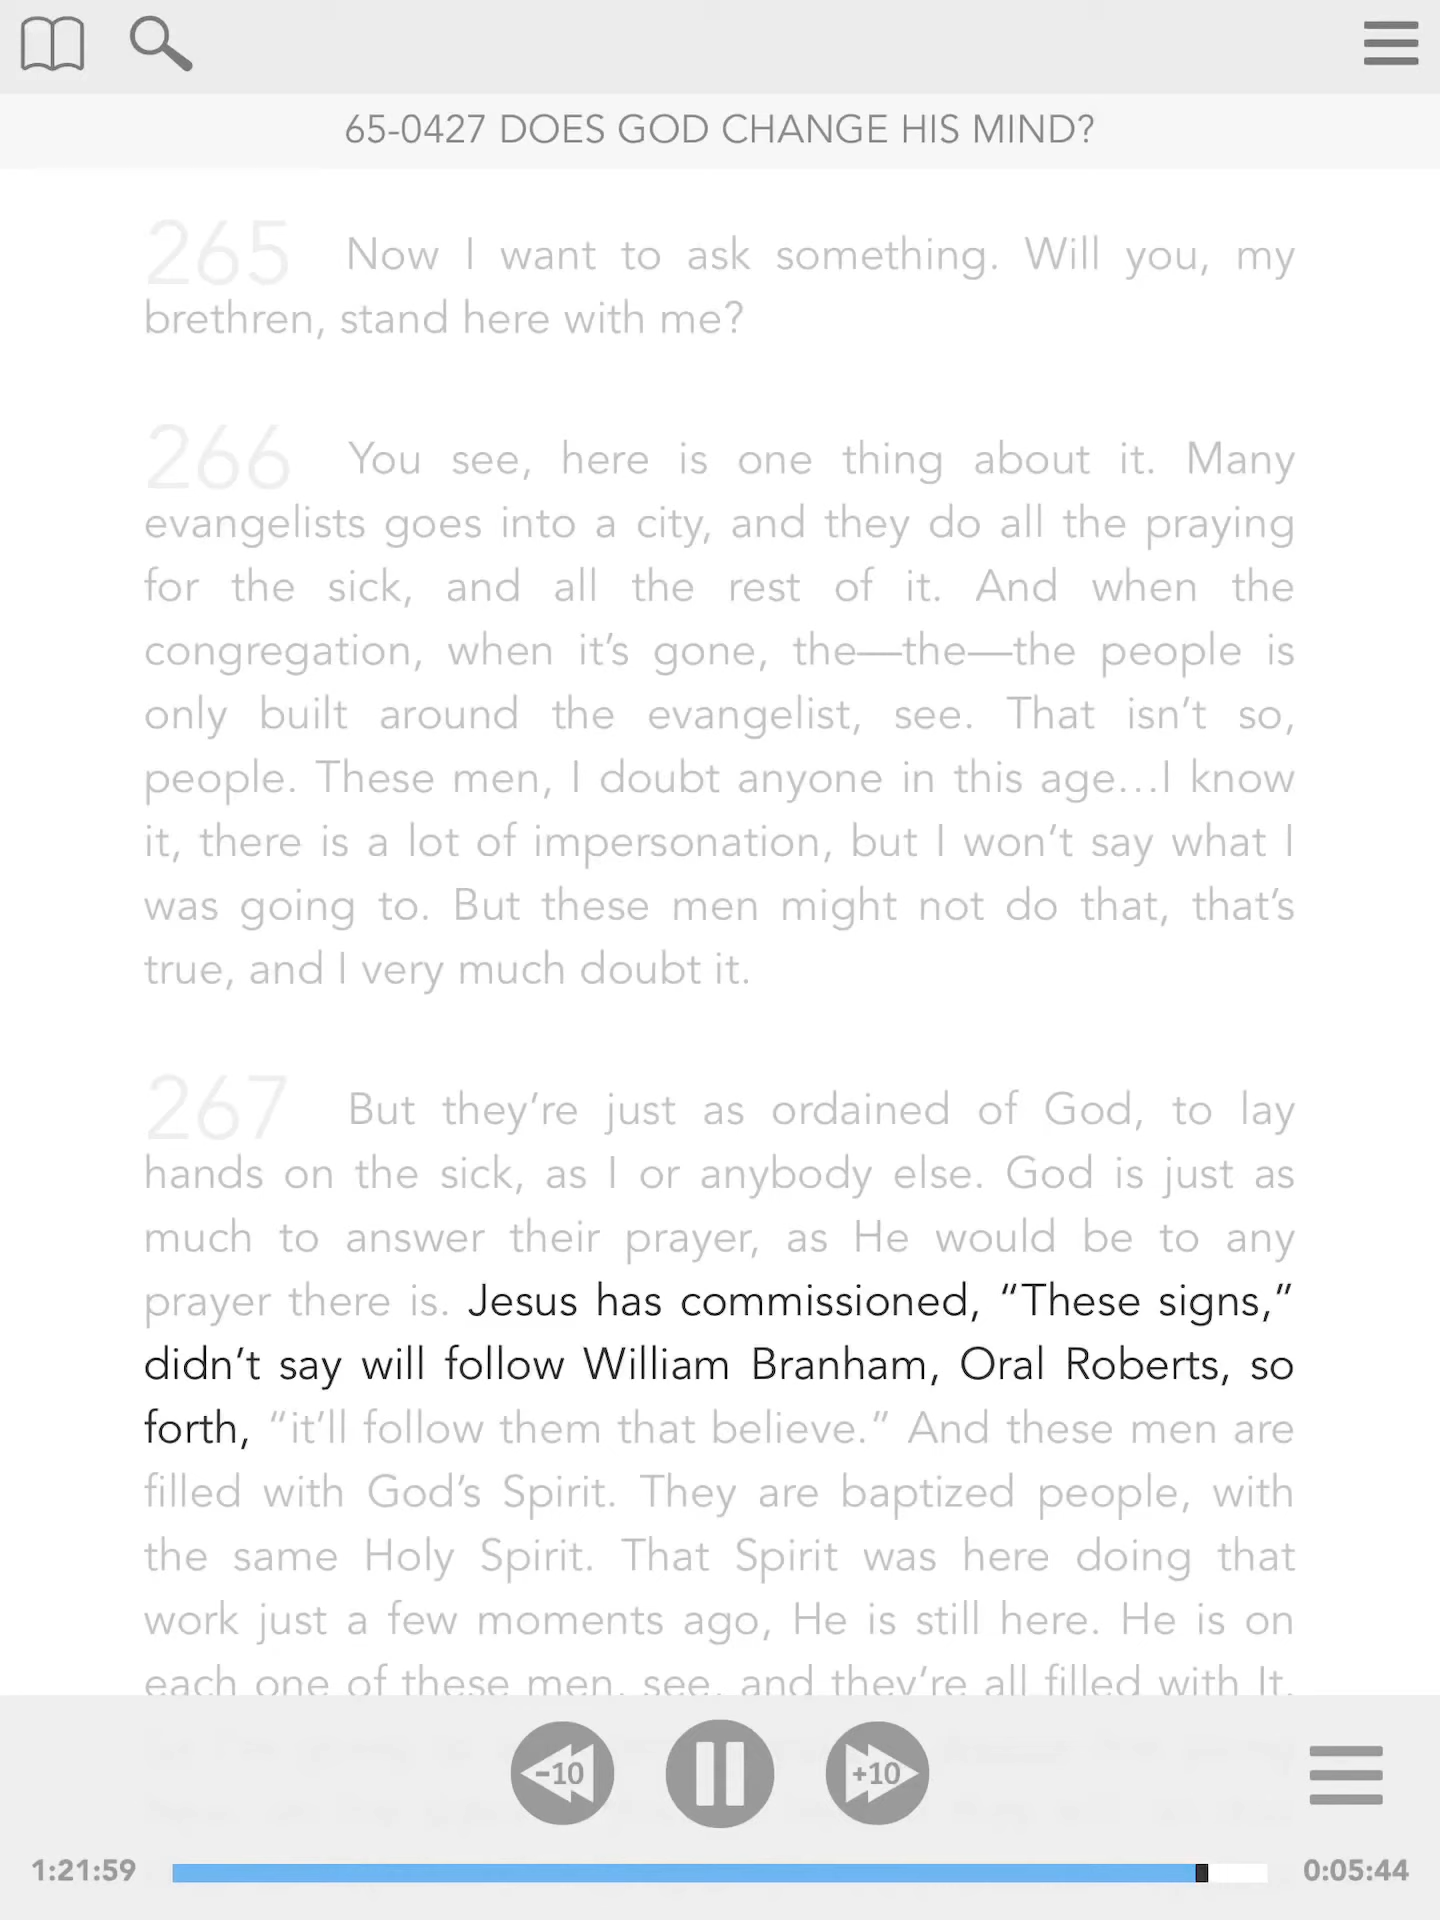 65-0427 DOES GOD CHANGE HIS MIND?
265 Now I want to ask something. Will you, my
brethren, stand here with me?
266 You see, here is one thing about it. Many
evangelists goes into a city, and they do all the praying
for the sick, and all the rest of it. And when the
congregation, when it’s gone, the—the—the people is
only built around the evangelist, see. That isn’t so,
people. These men, I doubt anyone in this age…I know
it, there is a lot of impersonation, but I won’t say what I
was going to. But these men might not do that, that’s
true, and I very much doubt it.
267 But they’re just as ordained of God, to lay
hands on the sick, as I or anybody else. God is just as
much to answer their prayer, as He would be to any
prayer there is. Jesus has commissioned, “These signs,”
didn’t say will follow William Branham, Oral Roberts, so
forth, “it’ll follow them that believe.” And these men are
filled with God’s Spirit. They are baptized people, with
the same Holy Spirit. That Spirit was here doing that
work just a few moments ago, He is still here. He is on
each one of these men, see, and they’re all filled with It.
-10 +10
1:21:59 0:05:44